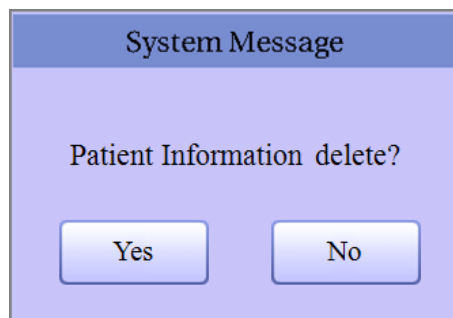 System Message
Patient Information delete?
Yes No